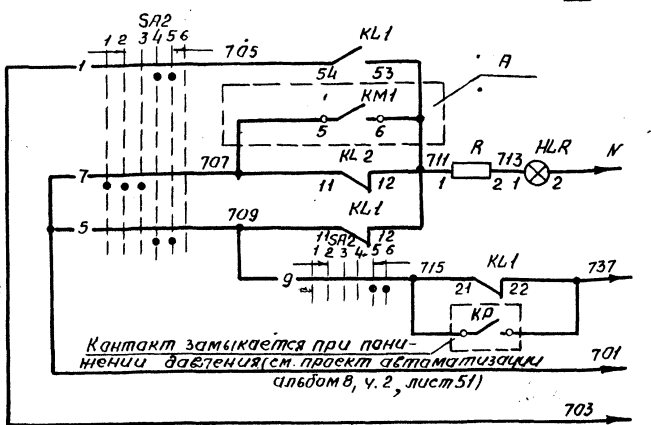 SA2
1 2 3 4 5 6
1
705
KL1
54 53
A
KM1
5 6
7
707
KL2
11 12
711
R
1 2
713
HLR
1 2
N
5
709
KL1
11 12
SA2
1 2 3 4 5 6
9
715
KL1
21 22
737
KP
Контакт замыкается при пони-
жении давления (см. проект автоматизации
альбом 8, ч. 2, лист 51)
701
703